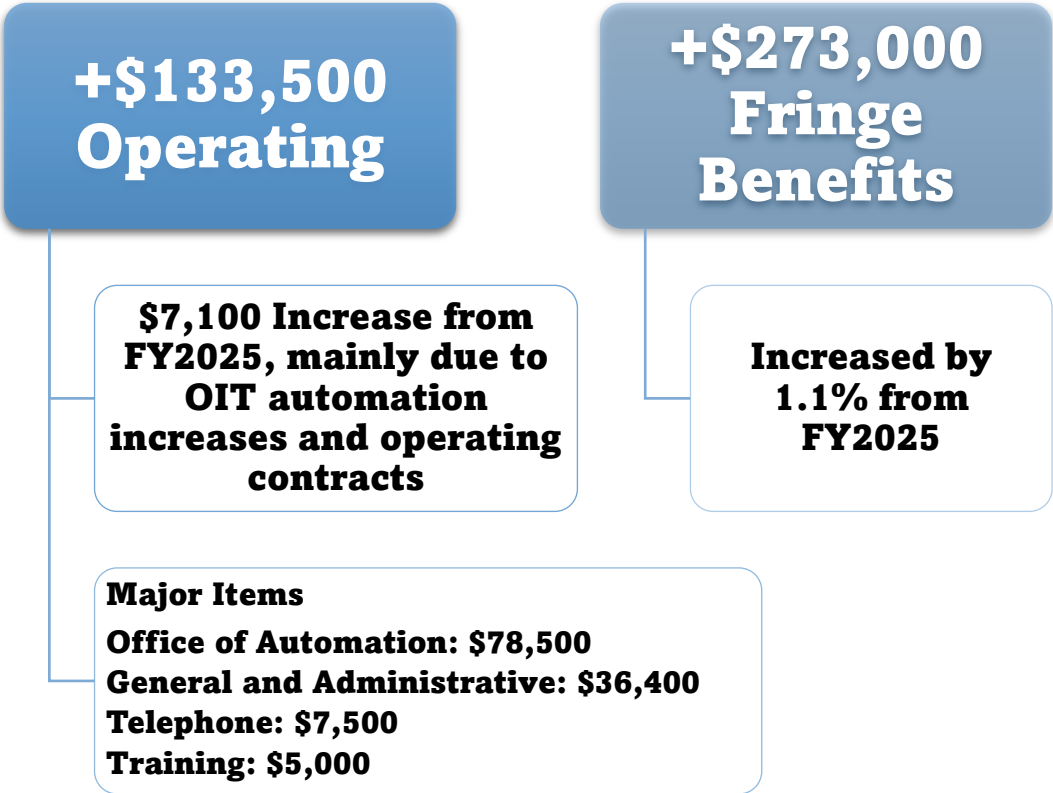 +$133,500
Operating
$7,100 Increase from
FY2025, mainly due to
OIT automation
increases and operating
contracts
Major Items
Office of Automation: $78,500
General and Administrative: $36,400
Telephone: $7,500
Training: $5,000
+$273,000
Fringe
Benefits
Increased by
1.1% from
FY2025